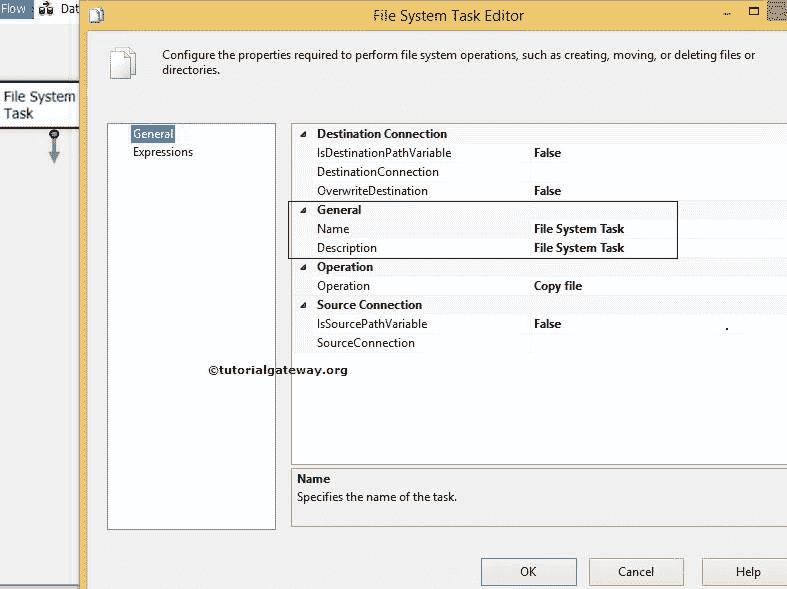 Flow
Dat
File System Task Editor
Configure the properties required to perform file system operations, such as creating, moving, or deleting files or
directories.
File System
Task
General
Expressions
Destination Connection
IsDestinationPathVariable False
DestinationConnection
OverwriteDestination False
General
Name File System Task
Description File System Task
Operation
Operation Copy file
Source Connection
IsSourcePathVariable False
SourceConnection
©tutorialgateway.org
Name
Specifies the name of the task.
OK Cancel Help